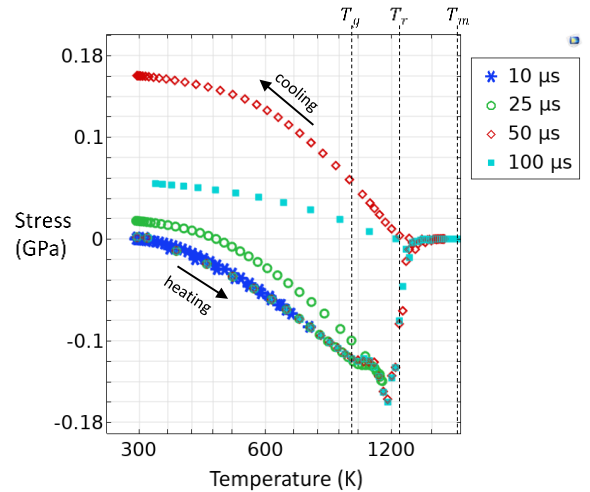 T_g T_r T_m
0.18
0.1
0
-0.1
-0.18
Stress
(GPa)
cooling
heating
300 600 1200
Temperature (K)
10 µs
25 µs
50 µs
100 µs